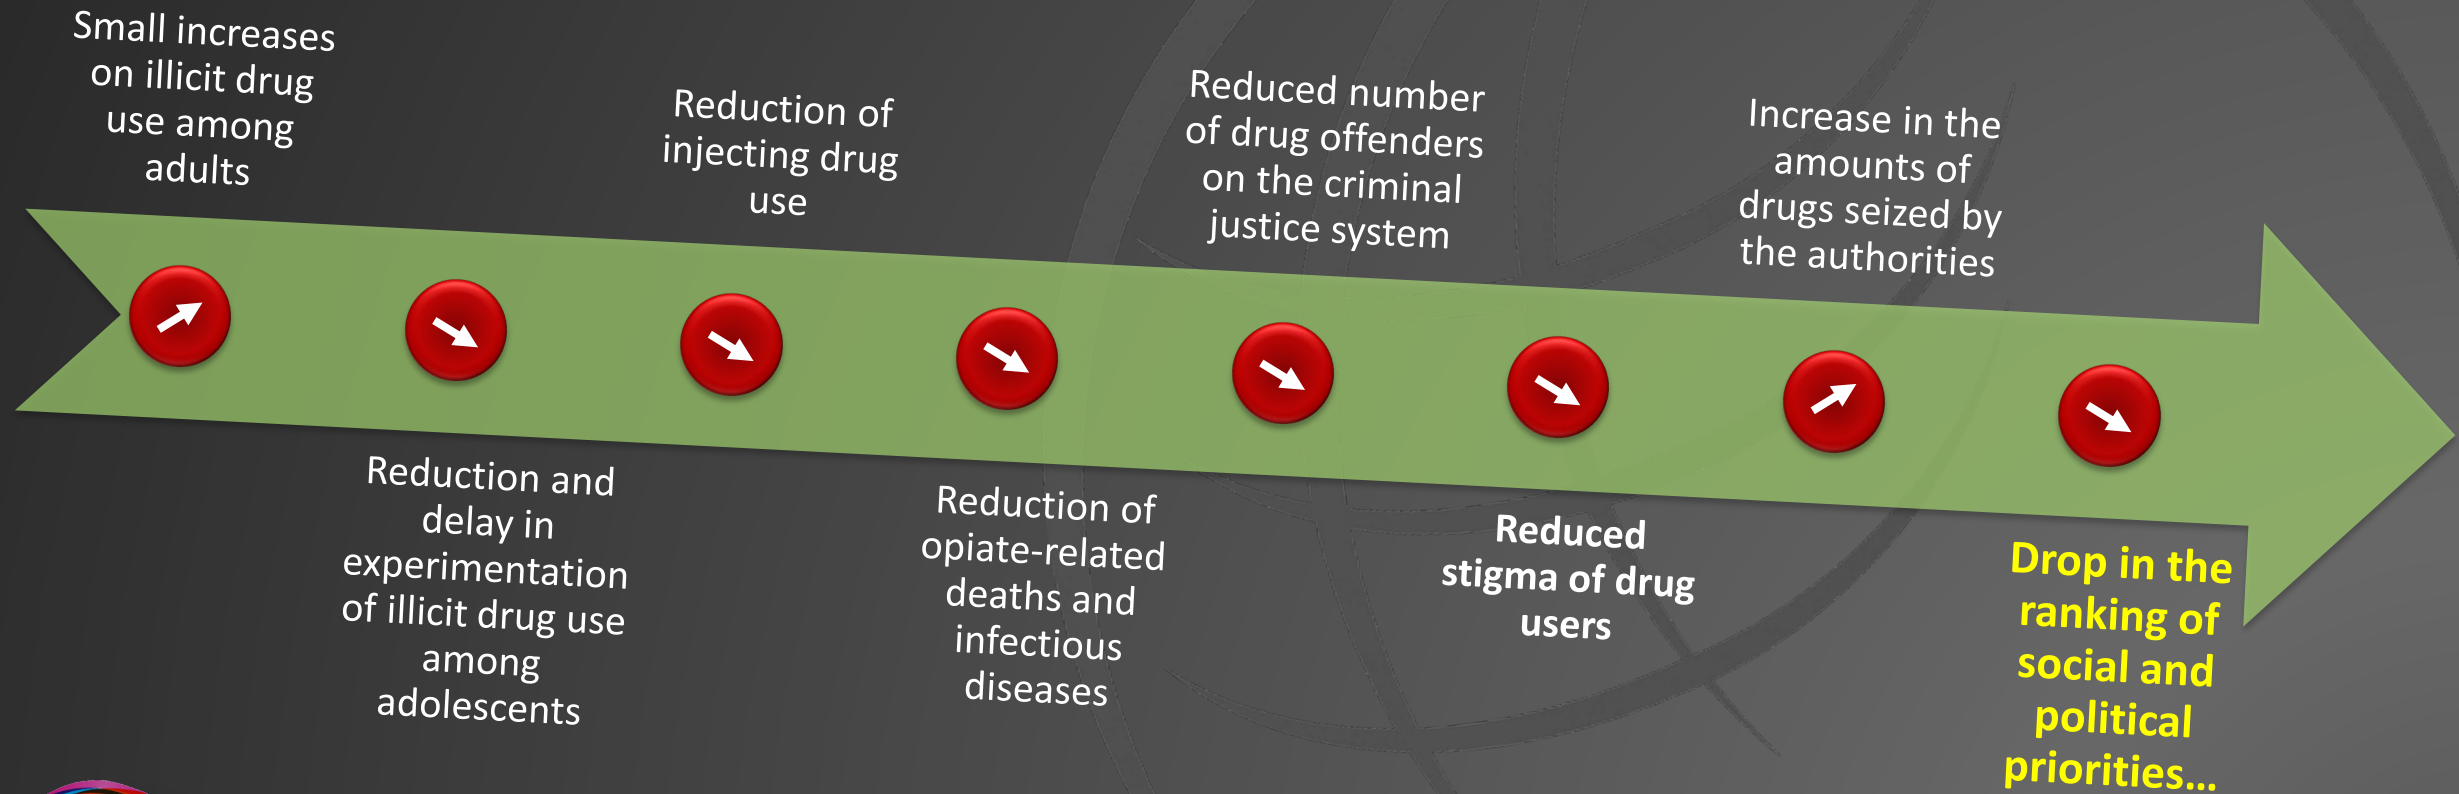 Small increases
on illicit drug
use among
adults
Reduction and
delay in
experimentation
of illicit drug use
among
adolescents
Reduction of
injecting drug
use
Reduction of
opiate-related
deaths and
infectious
diseases
Reduced number
of drug offenders
on the criminal
justice system
Reduced
stigma of drug
users
Increase in the
amounts of
drugs seized by
the authorities
Drop in the
ranking of
social and
political
priorities...